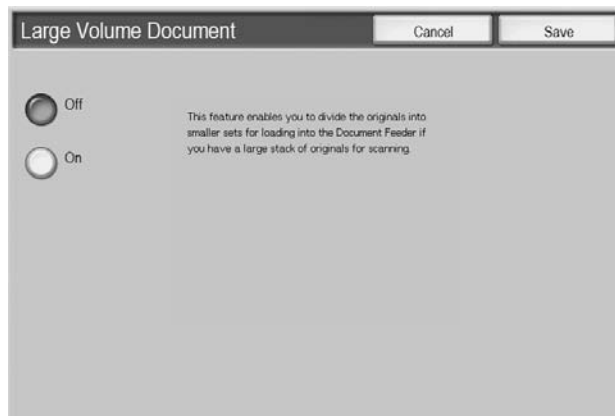 Large Volume Document
Cancel
Save
Off
On
This feature enables you to divide the originals into
smaller sets for loading into the Document Feeder if
you have a large stack of originals for scanning.